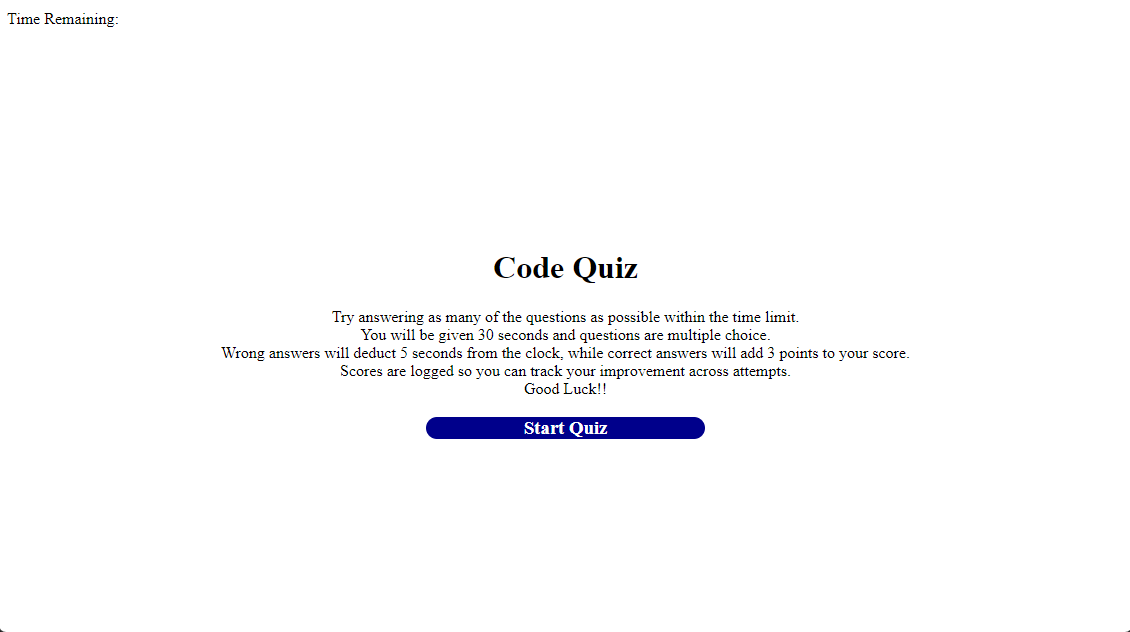 Time Remaining:
Code Quiz
Try answering as many of the questions as possible within the time limit.
You will be given 30 seconds and questions are multiple choice.
Wrong answers will deduct 5 seconds from the clock, while correct answers will add 3 points to your score.
Scores are logged so you can track your improvement across attempts.
Good Luck!!
Start Quiz